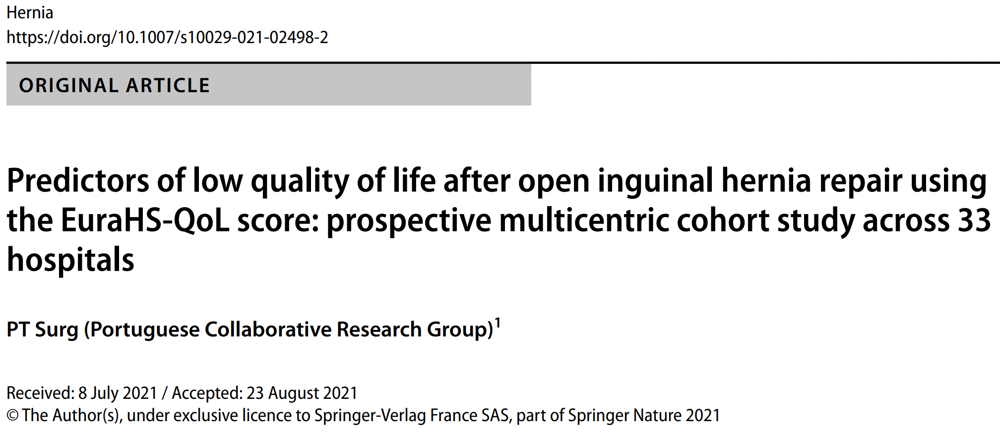 Hernia
https://doi.org/10.1007/s10029-021-02498-2
ORIGINAL ARTICLE
Predictors of low quality of life after open inguinal hernia repair using
the EuraHS-QoL score: prospective multicentric cohort study across 33
hospitals
PT Surg (Portuguese Collaborative Research Group)1
Received: 8 July 2021 / Accepted: 23 August 2021
© The Author(s), under exclusive licence to Springer-Verlag France SAS, part of Springer Nature 2021